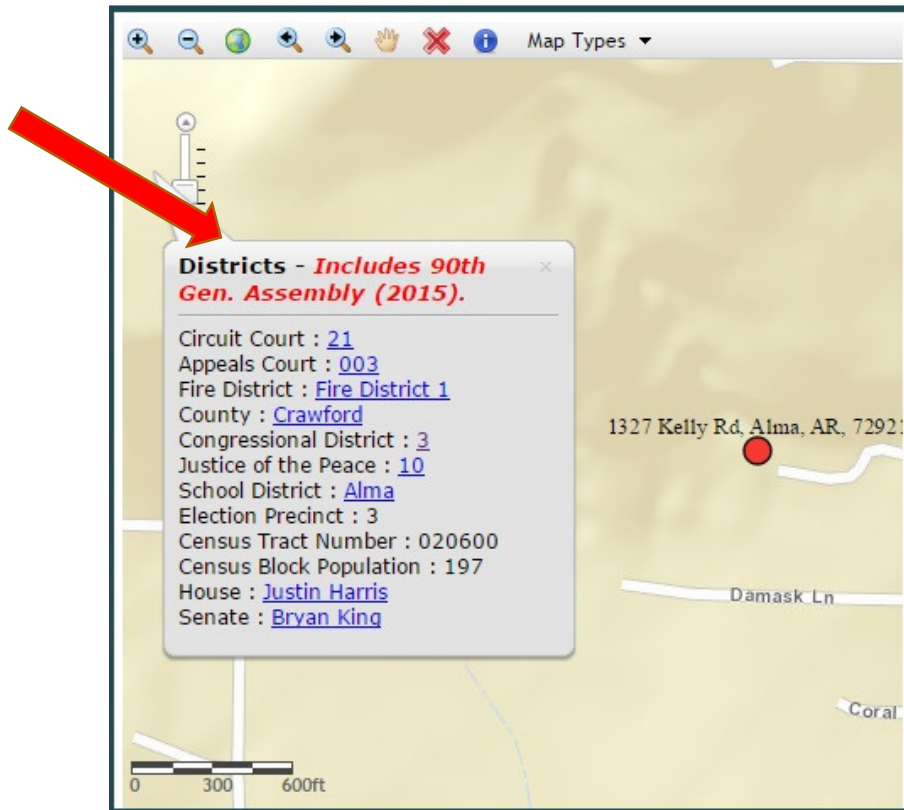 Map Types
Districts - Includes 90th
Gen. Assembly (2015).
Circuit Court : 21
Appeals Court : 003
Fire District : Fire District 1
County : Crawford
Congressional District : 3
Justice of the Peace : 10
School District : Alma
Election Precinct : 3
Census Tract Number : 020600
Census Block Population : 197
House : Justin Harris
Senate : Bryan King
1327 Kelly Rd, Alma, AR, 72921
Damask Ln
Coral
0 300 600ft